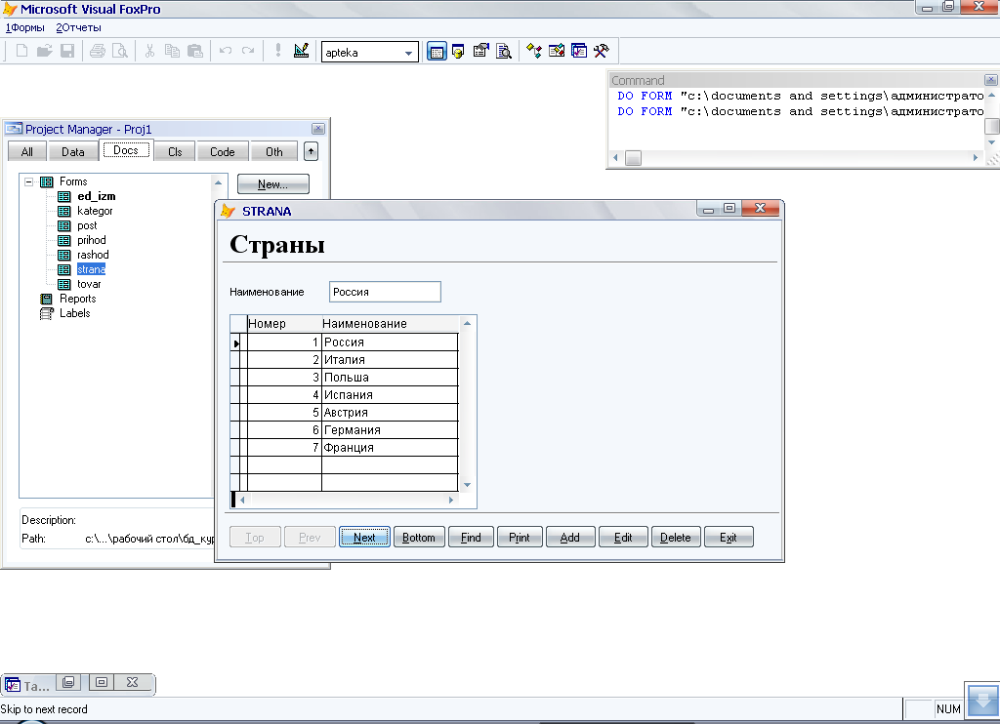 Microsoft Visual FoxPro
1Формы 2Отчеты
apteka
Command
DO FORM "c:\documents and settings\администрато
DO FORM "c:\documents and settings\администрато
Project Manager - Proj1
All Data Docs Cls Code Oth
Forms
New...
ed_izm
kategor
post
prihod
rashod
strana
tovar
Reports
Labels
Description:
Path: c:\...\рабочий стол\бд_кур
STRANA
Страны
Наименование Россия
Номер Наименование
1 Россия
2 Италия
3 Польша
4 Испания
5 Австрия
6 Германия
7 Франция
Top Prev Next Bottom Find Print Add Edit Delete Exit
Ta...
Skip to next record
NUM